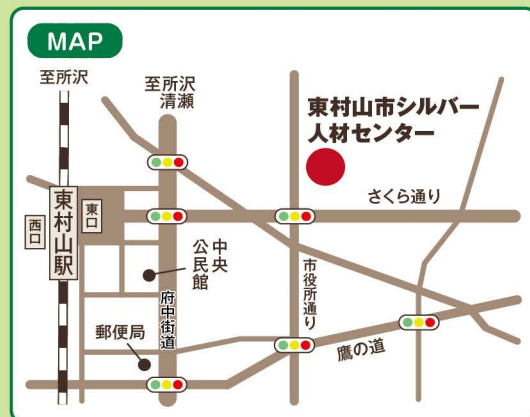 MAP
至所沢
至所沢
清瀬
東村山市シルバー
人材センター
さくら通り
東口
西口
東村山駅
中央
公民館
府中街道
市役所通り
郵便局
鷹の道